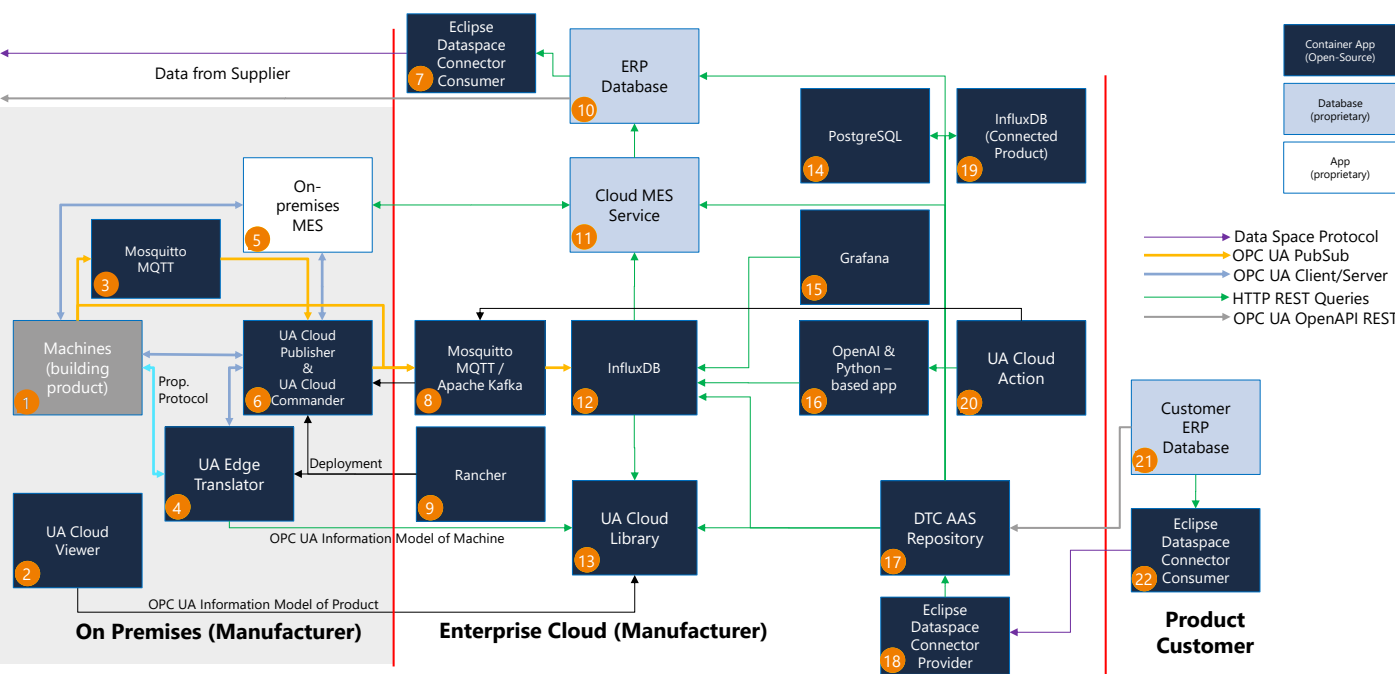 Eclipse
Dataspace
Connector
Consumer
7
Data from Supplier
ERP
Database
10
Container App
(Open-Source)
Database
(proprietary)
App
(proprietary)
PostgreSQL
14
InfluxDB
(Connected
Product)
19
On-
premises
MES
5
Cloud MES
Service
11
Mosquitto
MQTT
3
Grafana
15
Data Space Protocol
OPC UA PubSub
OPC UA Client/Server
HTTP REST Queries
OPC UA OpenAPI REST
Machines
(building
product)
1
Prop.
Protocol
UA Cloud
Publisher
&
UA Cloud
Commander
6
Mosquitto
MQTT /
Apache Kafka
8
InfluxDB
12
OpenAI &
Python –
based app
16
UA Cloud
Action
20
Customer
ERP
Database
21
UA Edge
Translator
4
Deployment
Rancher
9
UA Cloud
Viewer
2
OPC UA Information Model of Machine
UA Cloud
Library
13
DTC AAS
Repository
17
Eclipse
Dataspace
Connector
Consumer
22
OPC UA Information Model of Product
On Premises (Manufacturer)
Enterprise Cloud (Manufacturer)
Eclipse
Dataspace
Connector
Provider
18
Product
Customer